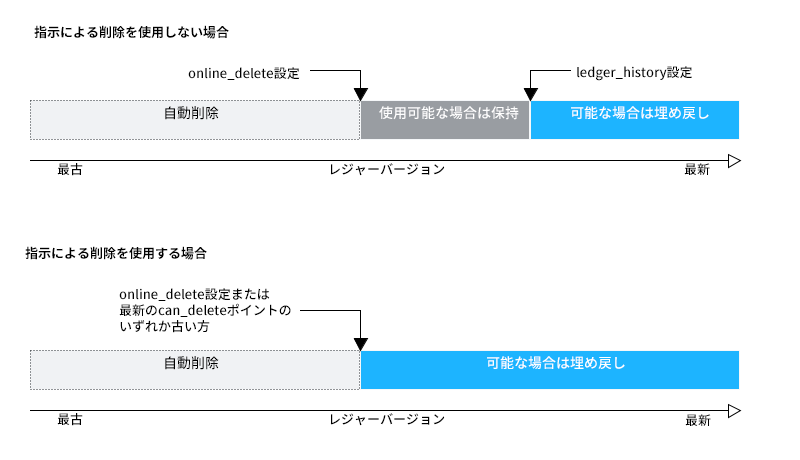 指示による削除を使用しない場合
online_delete設定
ledger_history設定
自動削除
使用可能な場合は保持
可能な場合は埋め戻し
最古
レジャーバージョン
最新
指示による削除を使用する場合
online_delete設定または
最新のcan_deleteポイントの
いずれか古い方
自動削除
可能な場合は埋め戻し
最古
レジャーバージョン
最新